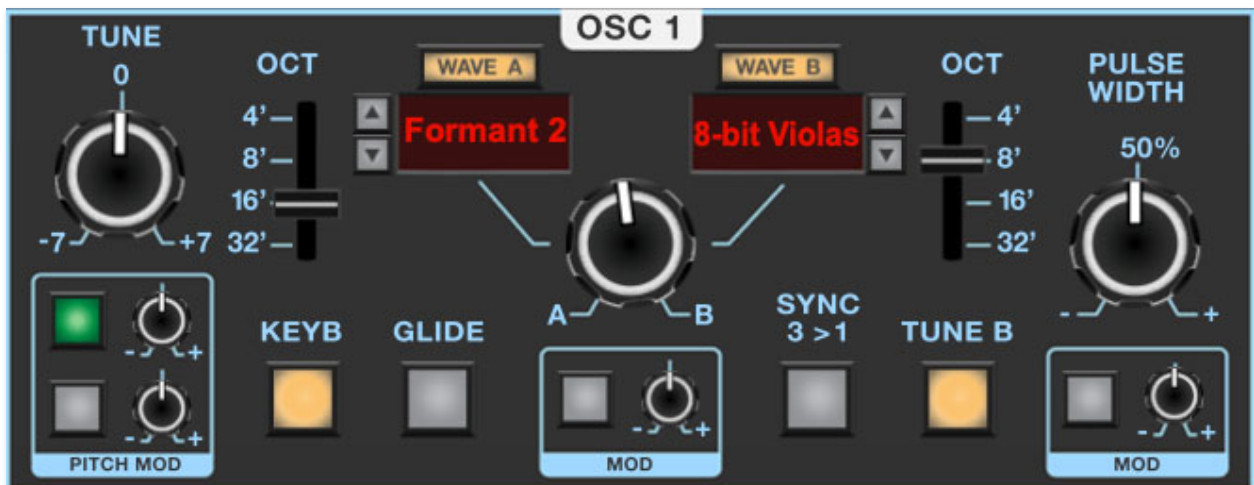 OSC 1
TUNE
0
-7
+7
OCT
4'
8'
16'
32'
WAVE A
Formant 2
WAVE B
8-bit Violas
A
B
OCT
4'
8'
16'
32'
PULSE
WIDTH
50%
-
+
- +
- +
PITCH MOD
KEYB
GLIDE
- +
MOD
SYNC
3 >1
TUNE B
- +
MOD